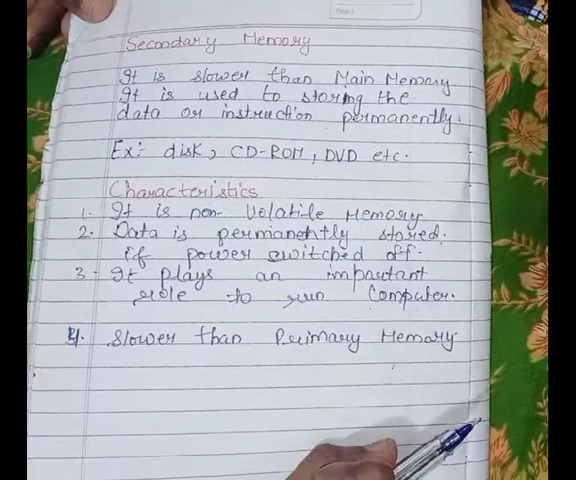 Secondary Memory
It is slower than Main Memory
It is used to storing the
data or instruction permanently.
Ex:- disk, CD-ROM, DVD etc.
Characteristics
1. It is non-volatile Memory
2. Data is permanently stored.
if power switched off.
3- It plays an impautant
role to run Computer.
4. Slower than Primary Memory